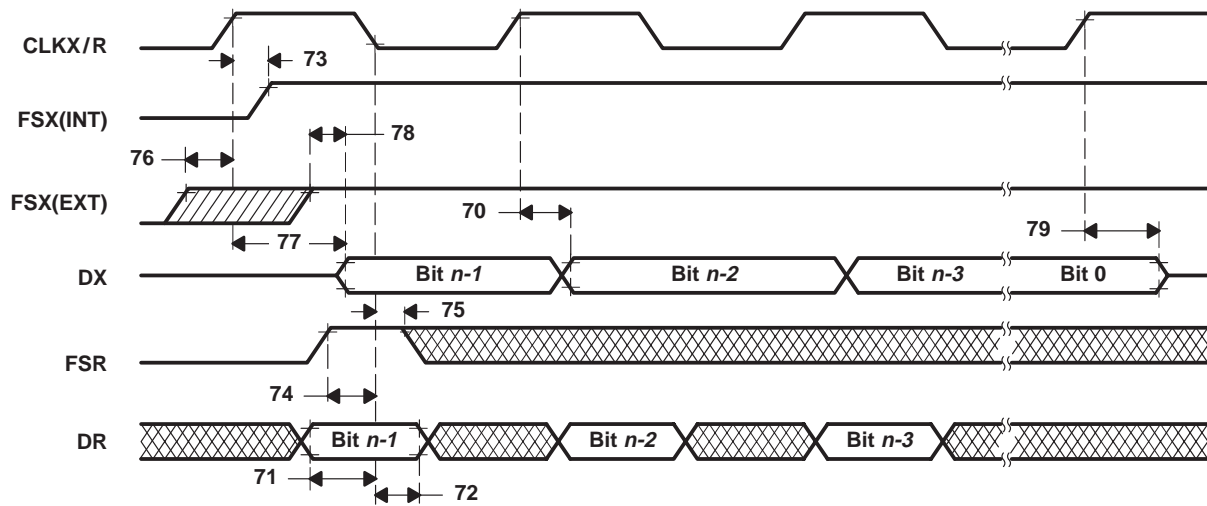 CLKX/R
73
FSX(INT)
78
76
FSX(EXT)
70
77
79
DX
Bit n-1
Bit n-2
Bit n-3
Bit 0
75
FSR
74
DR
Bit n-1
Bit n-2
Bit n-3
71
72